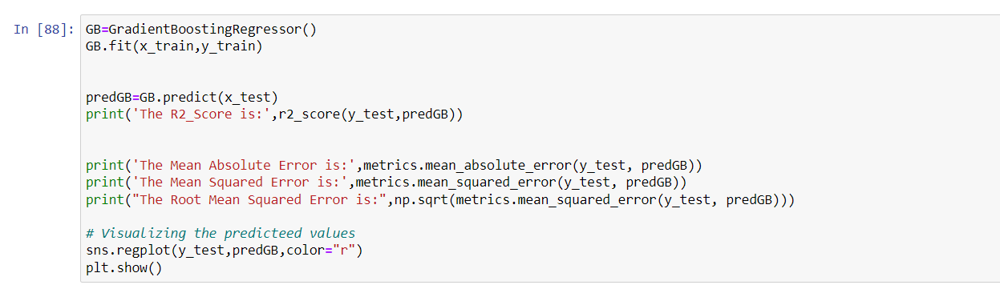 In [88]: GB=GradientBoostingRegressor()
GB.fit(x_train,y_train)
predGB=GB.predict(x_test)
print('The R2_Score is:',r2_score(y_test,predGB))
print('The Mean Absolute Error is:',metrics.mean_absolute_error(y_test, predGB))
print('The Mean Squared Error is:',metrics.mean_squared_error(y_test, predGB))
print("The Root Mean Squared Error is:",np.sqrt(metrics.mean_squared_error(y_test, predGB)))
# Visualizing the predicteed values
sns.regplot(y_test,predGB,color="r")
plt.show()